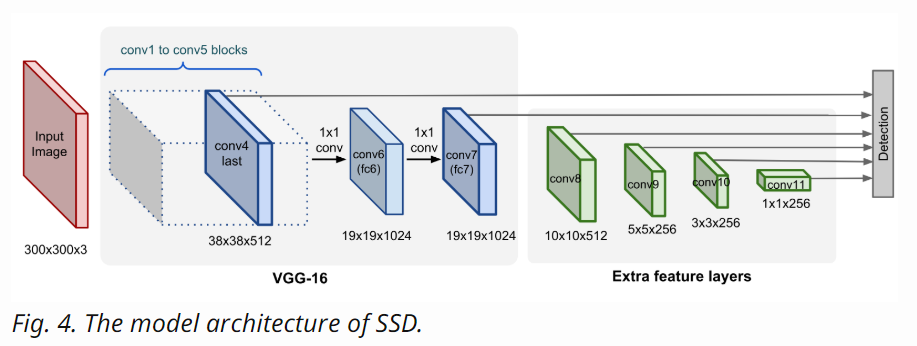 conv1 to conv5 blocks
Input
Image
conv4
last
1x1
conv
conv6
(fc6)
1x1
conv
conv7
(fc7)
conv8
conv9
conv10
conv11
Detection
300x300x3
38x38x512
19x19x1024
19x19x1024
10x10x512
5x5x256
3x3x256
1x1x256
VGG-16
Extra feature layers
Fig. 4. The model architecture of SSD.